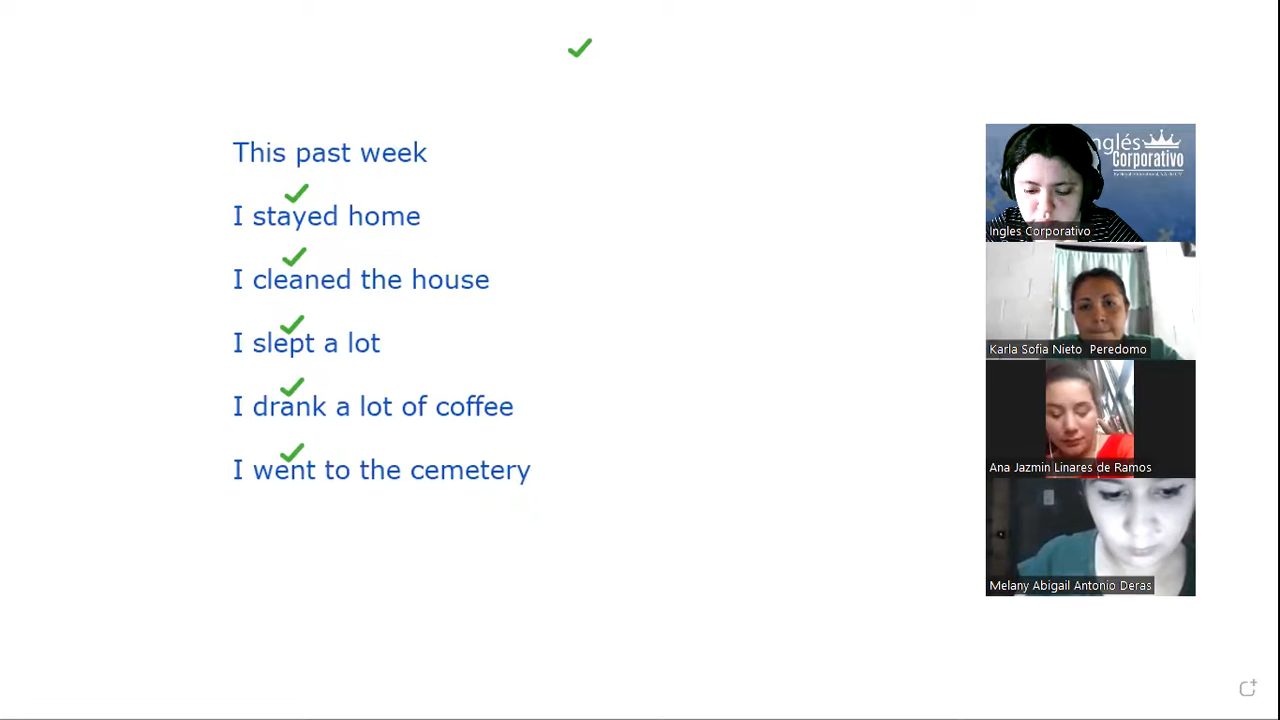 This past week
I stayed home
I cleaned the house
I slept a lot
I drank a lot of coffee
I went to the cemetery
nglés
Corporativo
Ingles Corporativo
Karla Sofia Nieto Peredomo
Ana Jazmin Linares de Ramos
Melany Abigail Antonio Deras